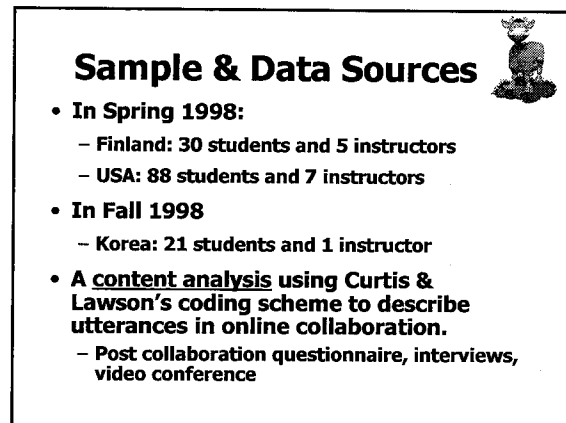 Sample & Data Sources
• In Spring 1998:
– Finland: 30 students and 5 instructors
– USA: 88 students and 7 instructors
• In Fall 1998
– Korea: 21 students and 1 instructor
• A content analysis using Curtis &
Lawson's coding scheme to describe
utterances in online collaboration.
– Post collaboration questionnaire, interviews,
video conference